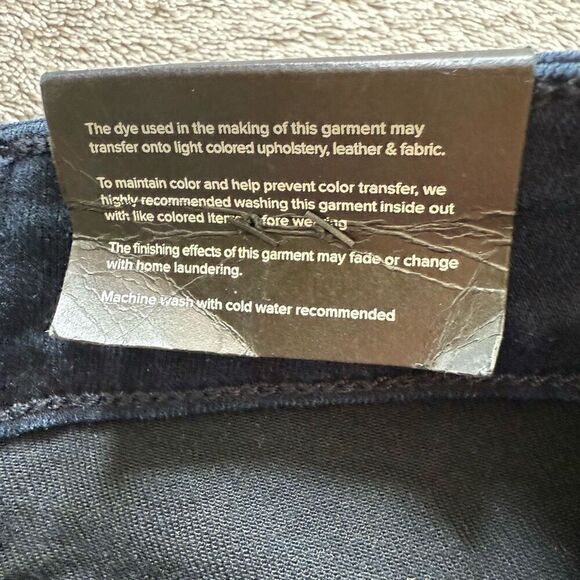 The dye used in the making of this garment may
transfer onto light colored upholstery, leather & fabric.
To maintain color and help prevent color transfer, we
highly recommended washing this garment inside out
with like colored items before wearing
The finishing effects of this garment may fade or change
with home laundering.
Machine wash with cold water recommended